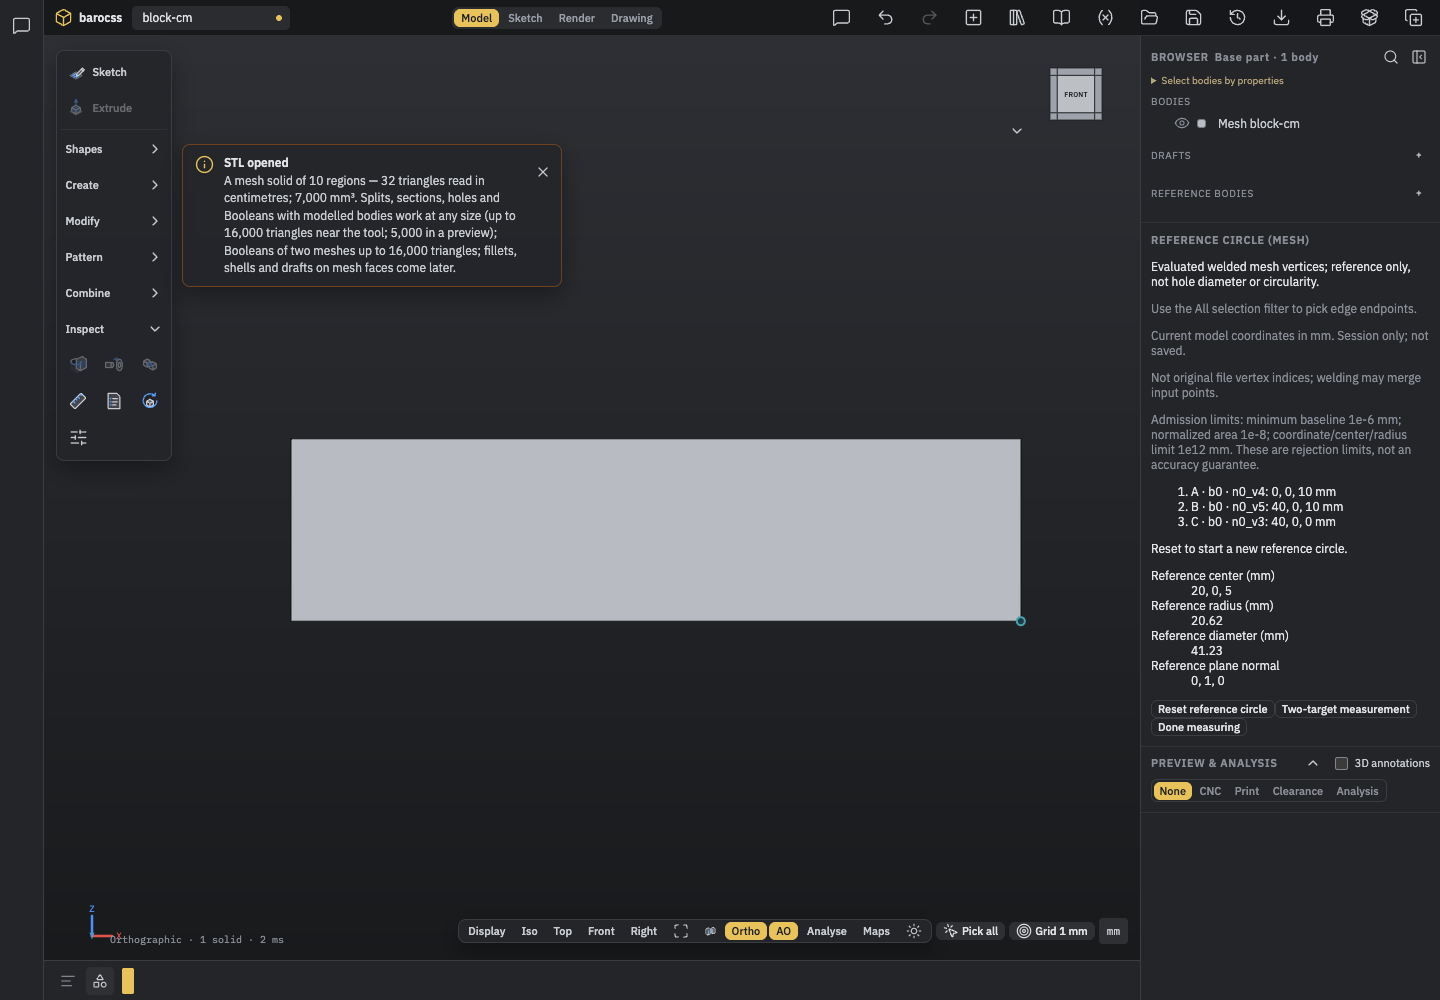 barocss
block-cm
Model
Sketch
Render
Drawing
Sketch
Extrude
Shapes
Create
Modify
Pattern
Combine
Inspect
STL opened
A mesh solid of 10 regions — 32 triangles read in
centimetres; 7,000 mm³. Splits, sections, holes and
Booleans with modelled bodies work at any size (up to
16,000 triangles near the tool; 5,000 in a preview);
Booleans of two meshes up to 16,000 triangles; fillets,
shells and drafts on mesh faces come later.
FRONT
BROWSER Base part · 1 body
Select bodies by properties
BODIES
Mesh block-cm
DRAFTS
REFERENCE BODIES
REFERENCE CIRCLE (MESH)
Evaluated welded mesh vertices; reference only,
not hole diameter or circularity.
Use the All selection filter to pick edge endpoints.
Current model coordinates in mm. Session only; not
saved.
Not original file vertex indices; welding may merge
input points.
Admission limits: minimum baseline 1e-6 mm;
normalized area 1e-8; coordinate/center/radius
limit 1e12 mm. These are rejection limits, not an
accuracy guarantee.
1. A · b0 · n0_v4: 0, 0, 10 mm
2. B · b0 · n0_v5: 40, 0, 10 mm
3. C · b0 · n0_v3: 40, 0, 0 mm
Reset to start a new reference circle.
Reference center (mm)
20, 0, 5
Reference radius (mm)
20.62
Reference diameter (mm)
41.23
Reference plane normal
0, 1, 0
Reset reference circle
Two-target measurement
Done measuring
PREVIEW & ANALYSIS
3D annotations
None
CNC
Print
Clearance
Analysis
Z
X
Orthographic · 1 solid · 2 ms
Display
Iso
Top
Front
Right
Ortho
AO
Analyse
Maps
Pick all
Grid 1 mm
mm